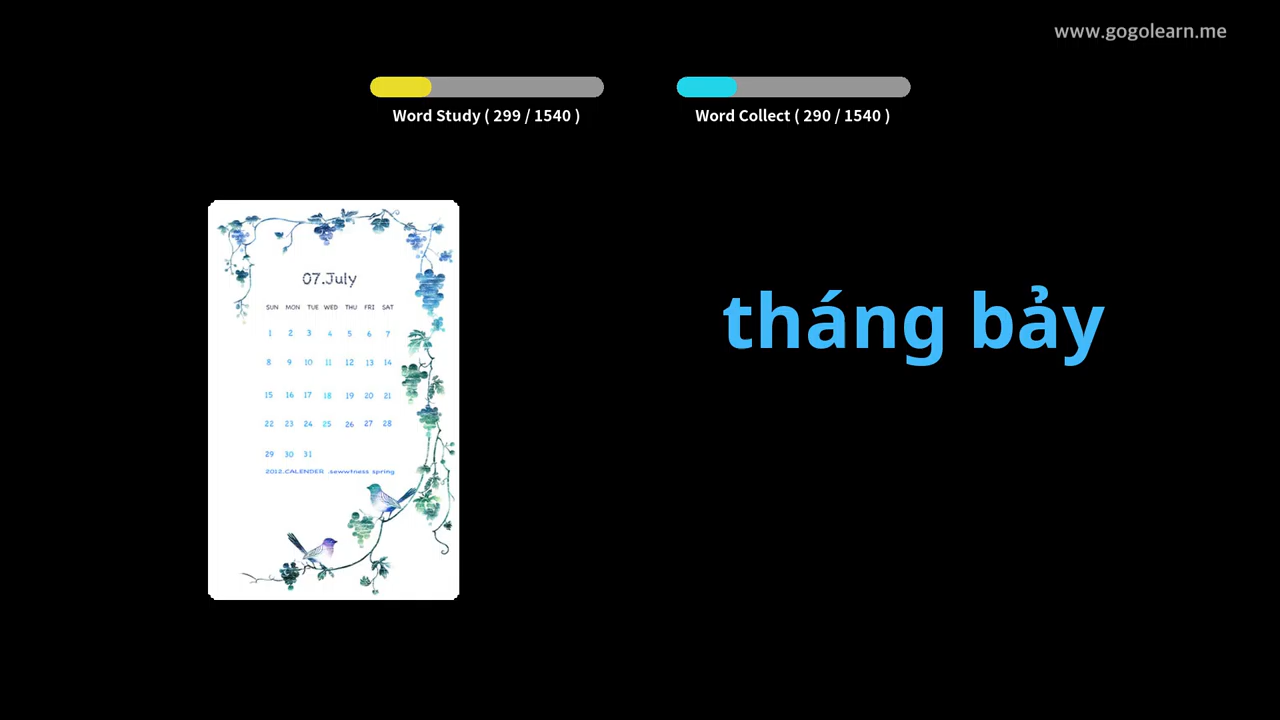 www.gogolearn.me
Word Study ( 299 / 1540 )
Word Collect ( 290 / 1540 )
07.July
SUN MON TUE WED THU FRI SAT
1 2 3 4 5 6 7
8 9 10 11 12 13 14
15 16 17 18 19 20 21
22 23 24 25 26 27 28
29 30 31
2012.CALENDER .sewwtness spring
tháng bảy